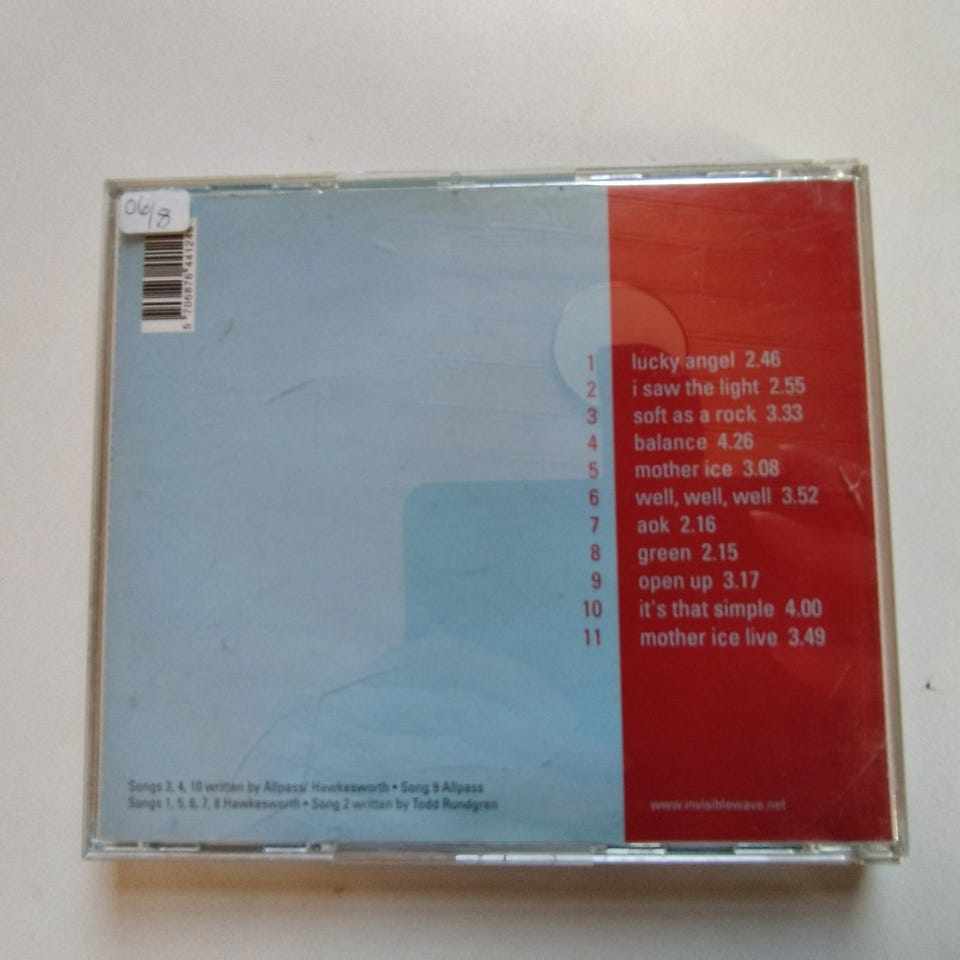 06/8
5 706876 44124
1 lucky angel 2.46
2 i saw the light 2.55
3 soft as a rock 3.33
4 balance 4.26
5 mother ice 3.08
6 well, well, well 3.52
7 aok 2.16
8 green 2.15
9 open up 3.17
10 it's that simple 4.00
11 mother ice live 3.49
Songs 3, 4, 10 written by Allpass/ Hawkesworth • Song 9 Allpass
Songs 1, 5, 6, 7, 8 Hawkesworth • Song 2 written by Todd Rundgren
www.invisiblewave.net